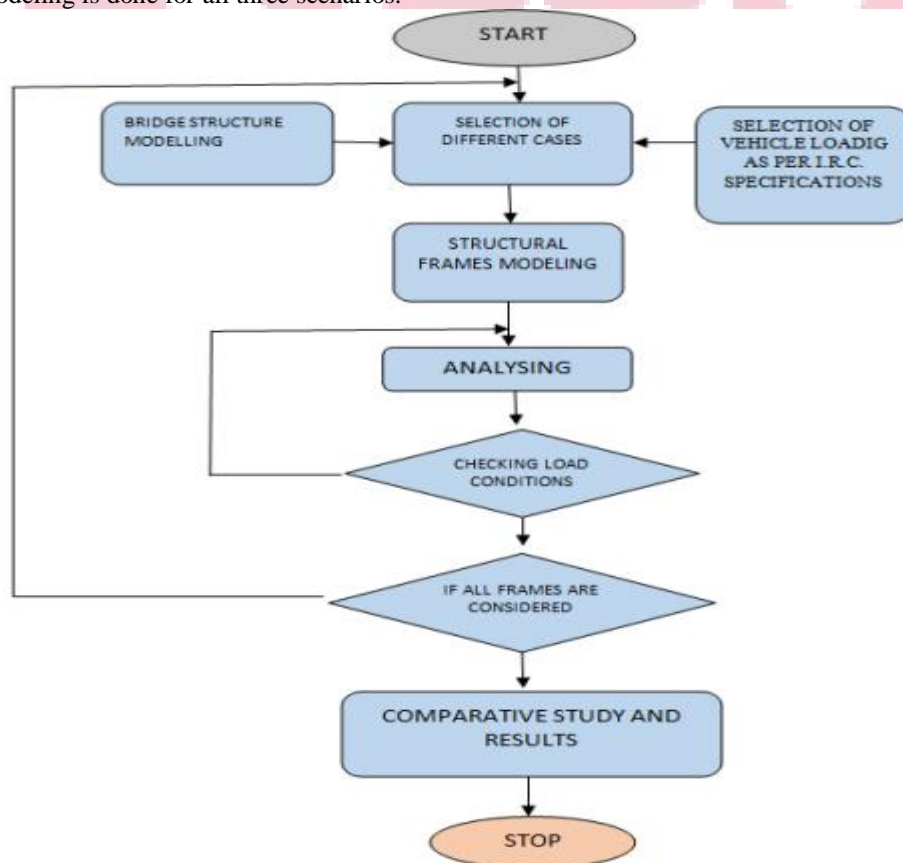 odeling is done for all three scenarios.
START
BRIDGE STRUCTURE
MODELLING
SELECTION OF
DIFFERENT CASES
SELECTION OF
VEHICLE LOADIG
AS PER I.R.C.
SPECIFICATIONS
STRUCTURAL
FRAMES MODELING
ANALYSING
CHECKING LOAD
CONDITIONS
IF ALL FRAMES ARE
CONSIDERED
COMPARATIVE STUDY AND
RESULTS
STOP